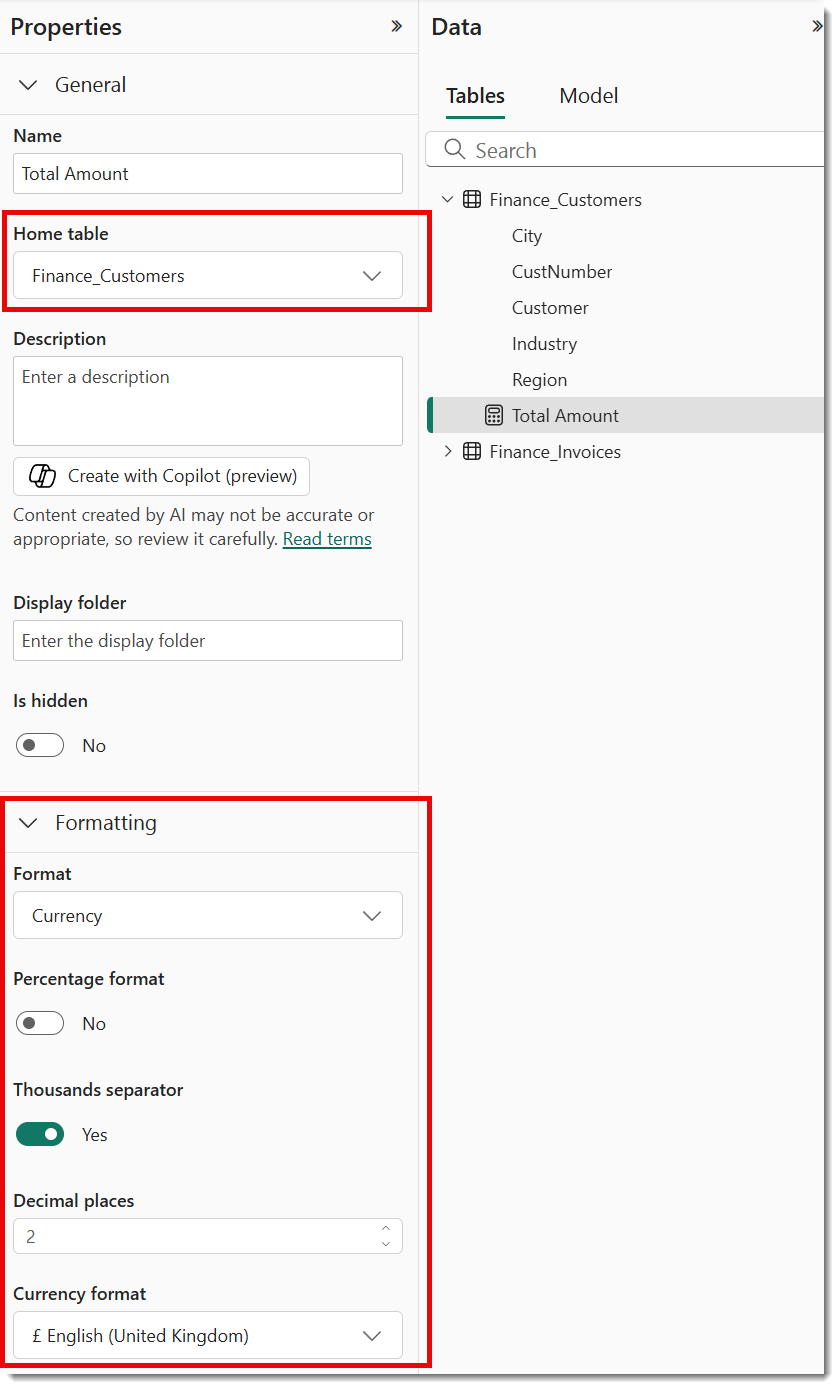 Properties
General
Name
Total Amount
Home table
Finance_Customers
Description
Enter a description
Create with Copilot (preview)
Content created by AI may not be accurate or
appropriate, so review it carefully. Read terms
Display folder
Enter the display folder
Is hidden
No
Formatting
Format
Currency
Percentage format
No
Thousands separator
Yes
Decimal places
2
Currency format
£ English (United Kingdom)
Data
Tables Model
Search
Finance_Customers
City
CustNumber
Customer
Industry
Region
Total Amount
Finance_Invoices